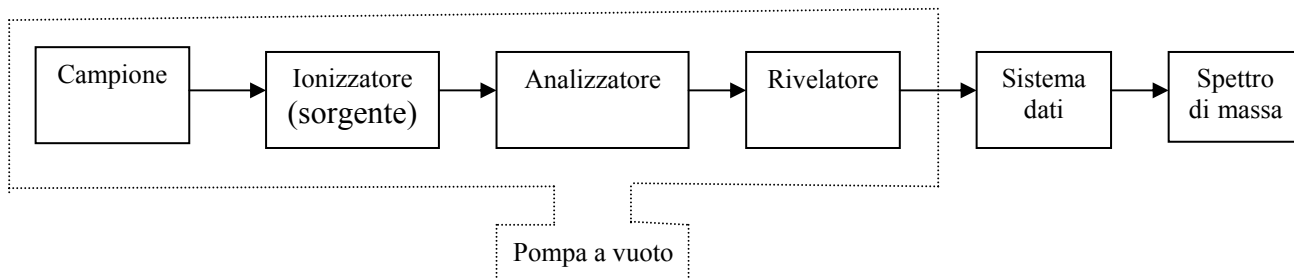 Campione
Ionizzatore
(sorgente)
Analizzatore
Rivelatore
Sistema
dati
Spettro
di massa
Pompa a vuoto